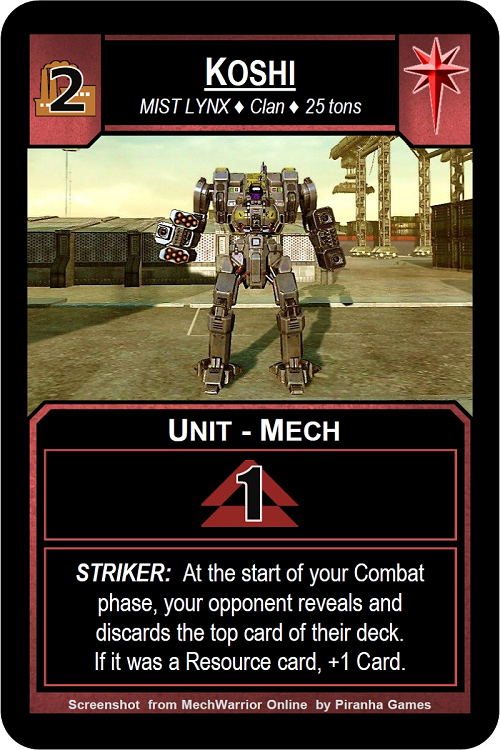 2
KOSHI
MIST LYNX ♦ Clan ♦ 25 tons
UNIT - MECH
1
STRIKER: At the start of your Combat
phase, your opponent reveals and
discards the top card of their deck.
If it was a Resource card, +1 Card.
Screenshot from MechWarrior Online by Piranha Games